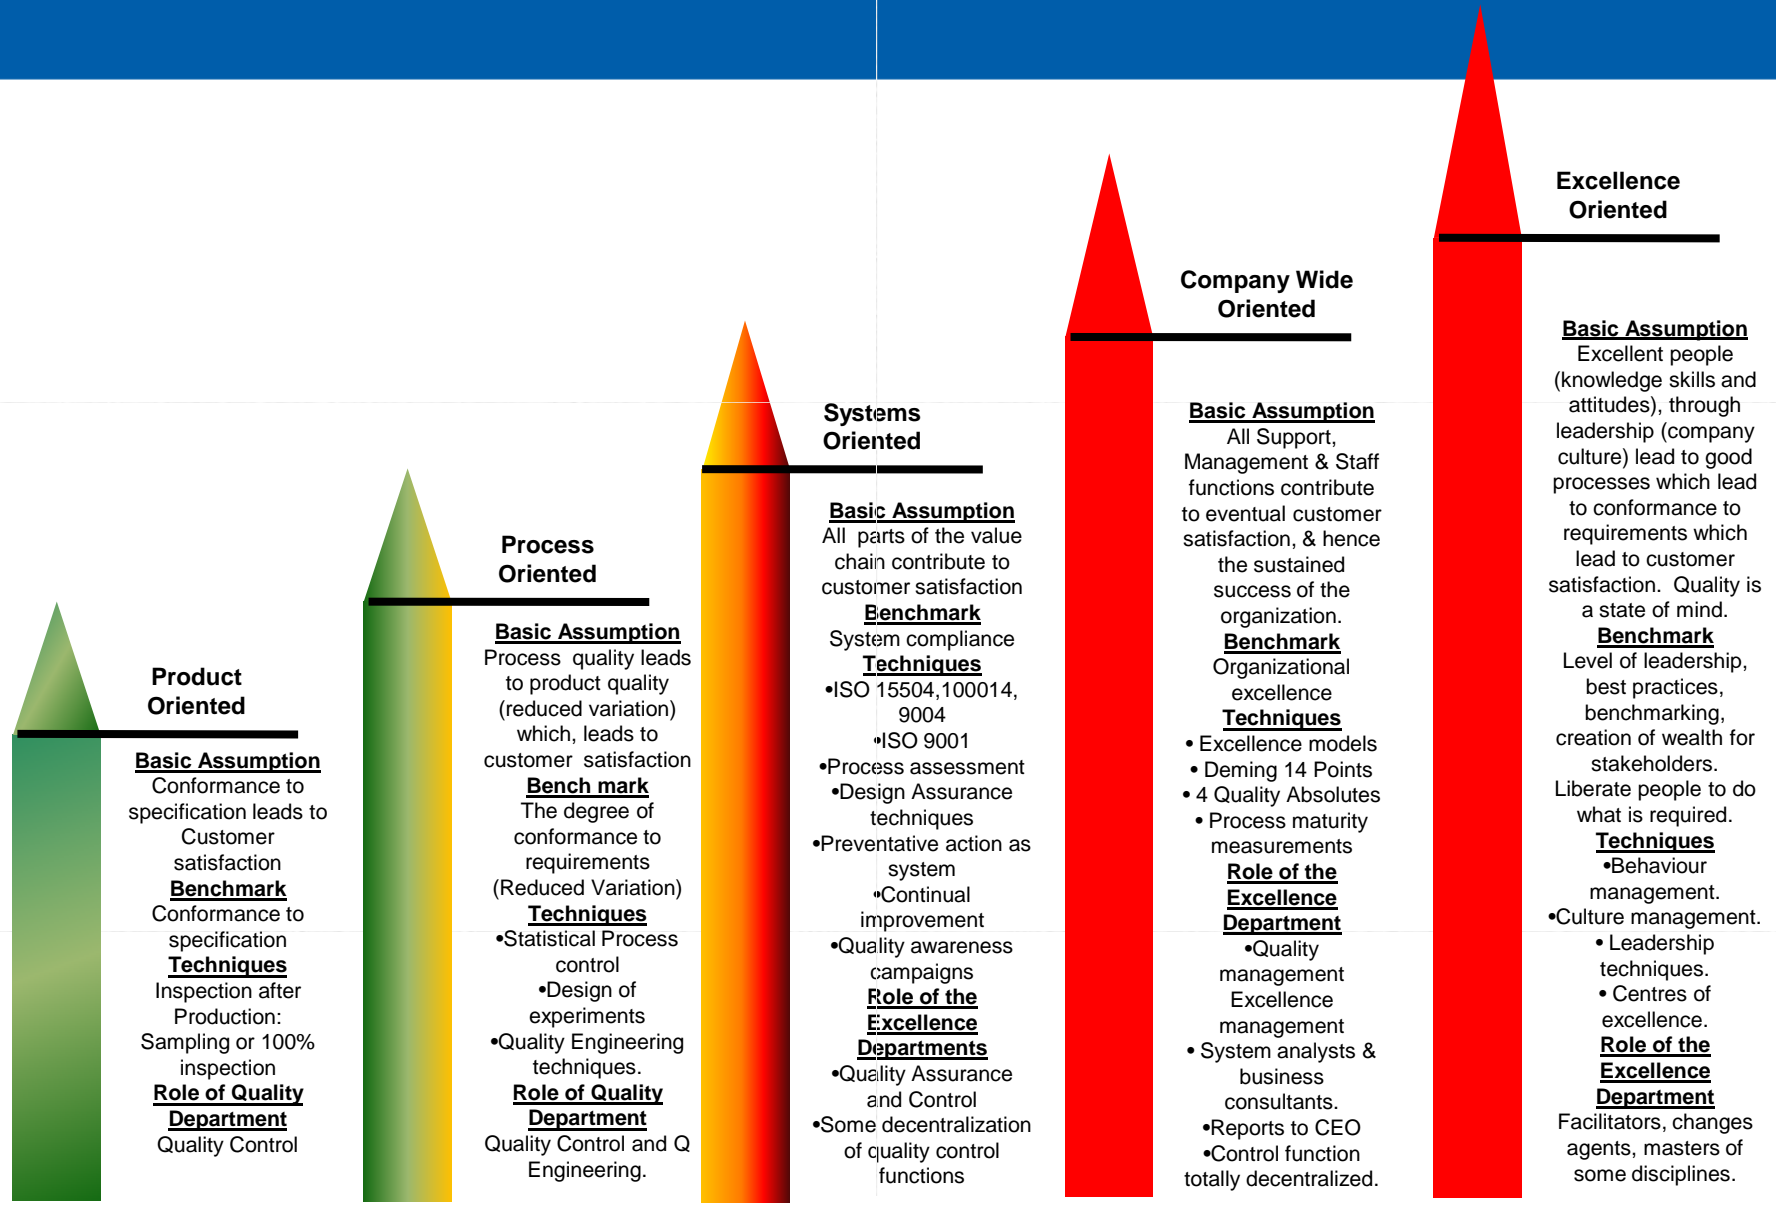 Product
Oriented
Basic Assumption
Conformance to
specification leads to
Customer
satisfaction
Benchmark
Conformance to
specification
Techniques
Inspection after
Production:
Sampling or 100%
inspection
Role of Quality
Department
Quality Control
Process
Oriented
Basic Assumption
Process quality leads
to product quality
(reduced variation)
which, leads to
customer satisfaction
Bench mark
The degree of
conformance to
requirements
(Reduced Variation)
Techniques
•Statistical Process
control
•Design of
experiments
•Quality Engineering
techniques.
Role of Quality
Department
Quality Control and Q
Engineering.
Systems
Oriented
Basic Assumption
All parts of the value
chain contribute to
customer satisfaction
Benchmark
System compliance
Techniques
•ISO 15504,100014,
9004
•ISO 9001
•Process assessment
•Design Assurance
techniques
•Preventative action as
system
•Continual
improvement
•Quality awareness
campaigns
Role of the
Excellence
Departments
•Quality Assurance
and Control
•Some decentralization
of quality control
functions
Company Wide
Oriented
Basic Assumption
All Support,
Management & Staff
functions contribute
to eventual customer
satisfaction, & hence
the sustained
success of the
organization.
Benchmark
Organizational
excellence
Techniques
• Excellence models
• Deming 14 Points
• 4 Quality Absolutes
• Process maturity
measurements
Role of the
Excellence
Department
•Quality
management
Excellence
management
• System analysts &
business
consultants.
•Reports to CEO
•Control function
totally decentralized.
Excellence
Oriented
Basic Assumption
Excellent people
(knowledge skills and
attitudes), through
leadership (company
culture) lead to good
processes which lead
to conformance to
requirements which
lead to customer
satisfaction. Quality is
a state of mind.
Benchmark
Level of leadership,
best practices,
benchmarking,
creation of wealth for
stakeholders.
Liberate people to do
what is required.
Techniques
•Behaviour
management.
•Culture management.
• Leadership
techniques.
• Centres of
excellence.
Role of the
Excellence
Department
Facilitators, changes
agents, masters of
some disciplines.